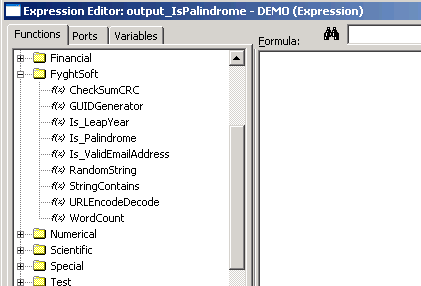 Expression Editor: output_IsPalindrome - DEMO (Expression)
Functions Ports Variables
Formula:
Financial
FyghtSoft
f(x) CheckSumCRC
f(x) GUIDGenerator
f(x) Is_LeapYear
f(x) Is_Palindrome
f(x) Is_ValidEmailAddress
f(x) RandomString
f(x) StringContains
f(x) URLEncodeDecode
f(x) WordCount
Numerical
Scientific
Special
Test